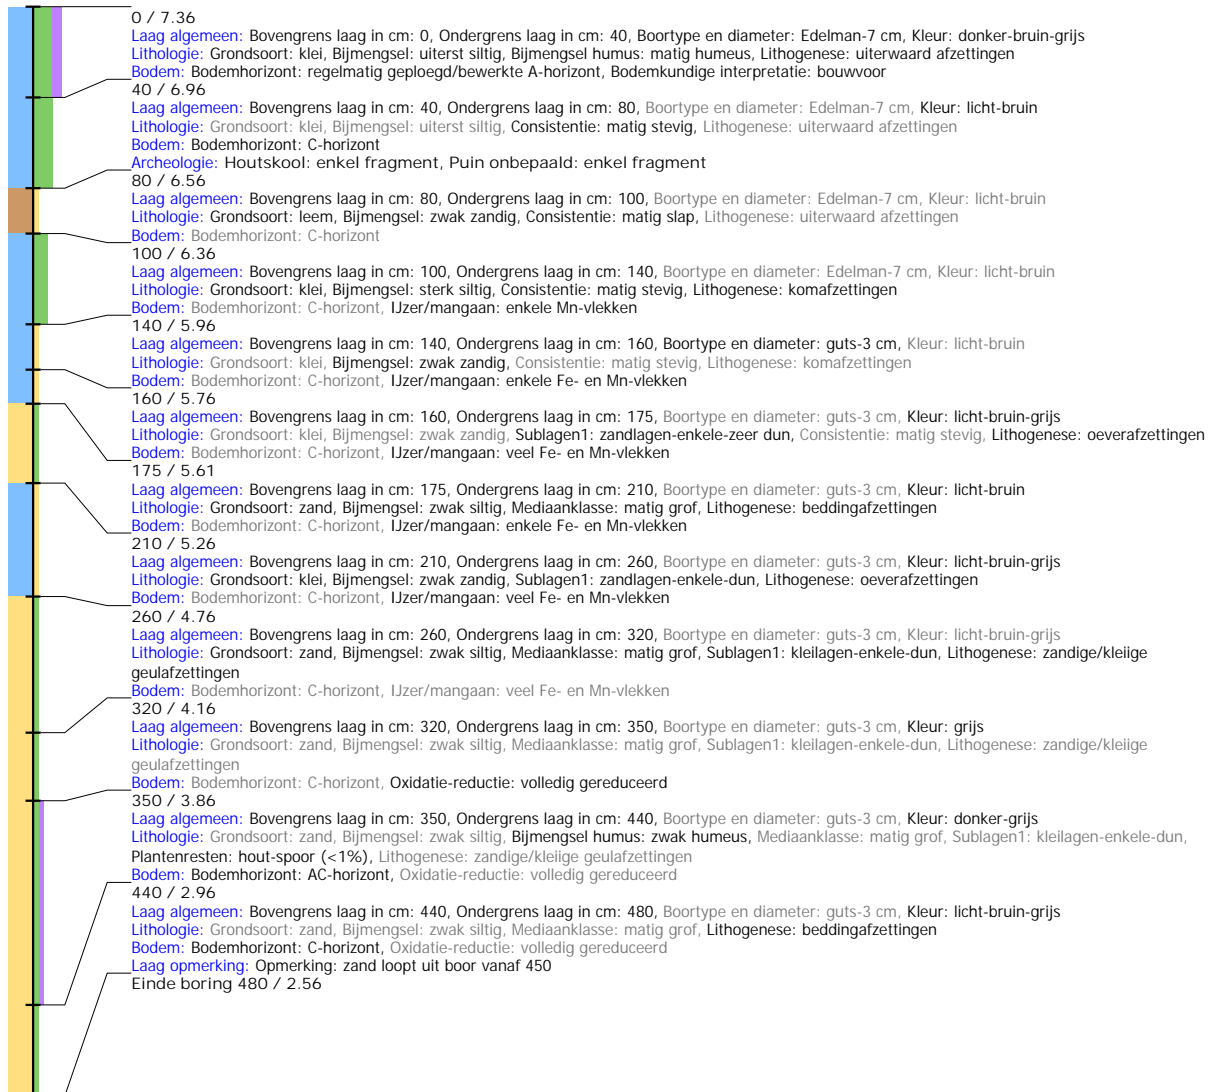 0 / 7.36
Laag algemeen: Bovengrens laag in cm: 0, Ondergrens laag in cm: 40, Boortype en diameter: Edelman-7 cm, Kleur: donker-bruin-grijs
Lithologie: Grondsoort: klei, Bijmengsel: uiterst siltig, Bijmengsel humus: matig humeus, Lithogenese: uiterwaard afzettingen
Bodem: Bodemhorizont: regelmatig geploegd/bewerkte A-horizont, Bodemkundige interpretatie: bouwvoor
40 / 6.96
Laag algemeen: Bovengrens laag in cm: 40, Ondergrens laag in cm: 80, Boortype en diameter: Edelman-7 cm, Kleur: licht-bruin
Lithologie: Grondsoort: klei, Bijmengsel: uiterst siltig, Consistentie: matig stevig, Lithogenese: uiterwaard afzettingen
Bodem: Bodemhorizont: C-horizont
Archeologie: Houtskool: enkel fragment, Puin onbepaald: enkel fragment
80 / 6.56
Laag algemeen: Bovengrens laag in cm: 80, Ondergrens laag in cm: 100, Boortype en diameter: Edelman-7 cm, Kleur: licht-bruin
Lithologie: Grondsoort: leem, Bijmengsel: zwak zandig, Consistentie: matig slap, Lithogenese: uiterwaard afzettingen
Bodem: Bodemhorizont: C-horizont
100 / 6.36
Laag algemeen: Bovengrens laag in cm: 100, Ondergrens laag in cm: 140, Boortype en diameter: Edelman-7 cm, Kleur: licht-bruin
Lithologie: Grondsoort: klei, Bijmengsel: sterk siltig, Consistentie: matig stevig, Lithogenese: komafzettingen
Bodem: Bodemhorizont: C-horizont, IJzer/mangaan: enkele Mn-vlekken
140 / 5.96
Laag algemeen: Bovengrens laag in cm: 140, Ondergrens laag in cm: 160, Boortype en diameter: guts-3 cm, Kleur: licht-bruin
Lithologie: Grondsoort: klei, Bijmengsel: zwak zandig, Consistentie: matig stevig, Lithogenese: komafzettingen
Bodem: Bodemhorizont: C-horizont, IJzer/mangaan: enkele Fe- en Mn-vlekken
160 / 5.76
Laag algemeen: Bovengrens laag in cm: 160, Ondergrens laag in cm: 175, Boortype en diameter: guts-3 cm, Kleur: licht-bruin-grijs
Lithologie: Grondsoort: klei, Bijmengsel: zwak zandig, Sublagen1: zandlagen-enkele-zeer dun, Consistentie: matig stevig, Lithogenese: oeverafzettingen
Bodem: Bodemhorizont: C-horizont, IJzer/mangaan: veel Fe- en Mn-vlekken
175 / 5.61
Laag algemeen: Bovengrens laag in cm: 175, Ondergrens laag in cm: 210, Boortype en diameter: guts-3 cm, Kleur: licht-bruin
Lithologie: Grondsoort: zand, Bijmengsel: zwak siltig, Mediaanklasse: matig grof, Lithogenese: beddingafzettingen
Bodem: Bodemhorizont: C-horizont, IJzer/mangaan: enkele Fe- en Mn-vlekken
210 / 5.26
Laag algemeen: Bovengrens laag in cm: 210, Ondergrens laag in cm: 260, Boortype en diameter: guts-3 cm, Kleur: licht-bruin-grijs
Lithologie: Grondsoort: klei, Bijmengsel: zwak zandig, Sublagen1: zandlagen-enkele-dun, Lithogenese: oeverafzettingen
Bodem: Bodemhorizont: C-horizont, IJzer/mangaan: veel Fe- en Mn-vlekken
260 / 4.76
Laag algemeen: Bovengrens laag in cm: 260, Ondergrens laag in cm: 320, Boortype en diameter: guts-3 cm, Kleur: licht-bruin-grijs
Lithologie: Grondsoort: zand, Bijmengsel: zwak siltig, Mediaanklasse: matig grof, Sublagen1: kleilagen-enkele-dun, Lithogenese: zandige/kleiige
geulafzettingen
Bodem: Bodemhorizont: C-horizont, IJzer/mangaan: veel Fe- en Mn-vlekken
320 / 4.16
Laag algemeen: Bovengrens laag in cm: 320, Ondergrens laag in cm: 350, Boortype en diameter: guts-3 cm, Kleur: grijs
Lithologie: Grondsoort: zand, Bijmengsel: zwak siltig, Mediaanklasse: matig grof, Sublagen1: kleilagen-enkele-dun, Lithogenese: zandige/kleiige
geulafzettingen
Bodem: Bodemhorizont: C-horizont, Oxidatie-reductie: volledig gereduceerd
350 / 3.86
Laag algemeen: Bovengrens laag in cm: 350, Ondergrens laag in cm: 440, Boortype en diameter: guts-3 cm, Kleur: donker-grijs
Lithologie: Grondsoort: zand, Bijmengsel: zwak siltig, Bijmengsel humus: zwak humeus, Mediaanklasse: matig grof, Sublagen1: kleilagen-enkele-dun,
Plantenresten: hout-spoor (<1%), Lithogenese: zandige/kleiige geulafzettingen
Bodem: Bodemhorizont: AC-horizont, Oxidatie-reductie: volledig gereduceerd
440 / 2.96
Laag algemeen: Bovengrens laag in cm: 440, Ondergrens laag in cm: 480, Boortype en diameter: guts-3 cm, Kleur: licht-bruin-grijs
Lithologie: Grondsoort: zand, Bijmengsel: zwak siltig, Mediaanklasse: matig grof, Lithogenese: beddingafzettingen
Bodem: Bodemhorizont: C-horizont, Oxidatie-reductie: volledig gereduceerd
Laag opmerking: Opmerking: zand loopt uit boor vanaf 450
Einde boring 480 / 2.56